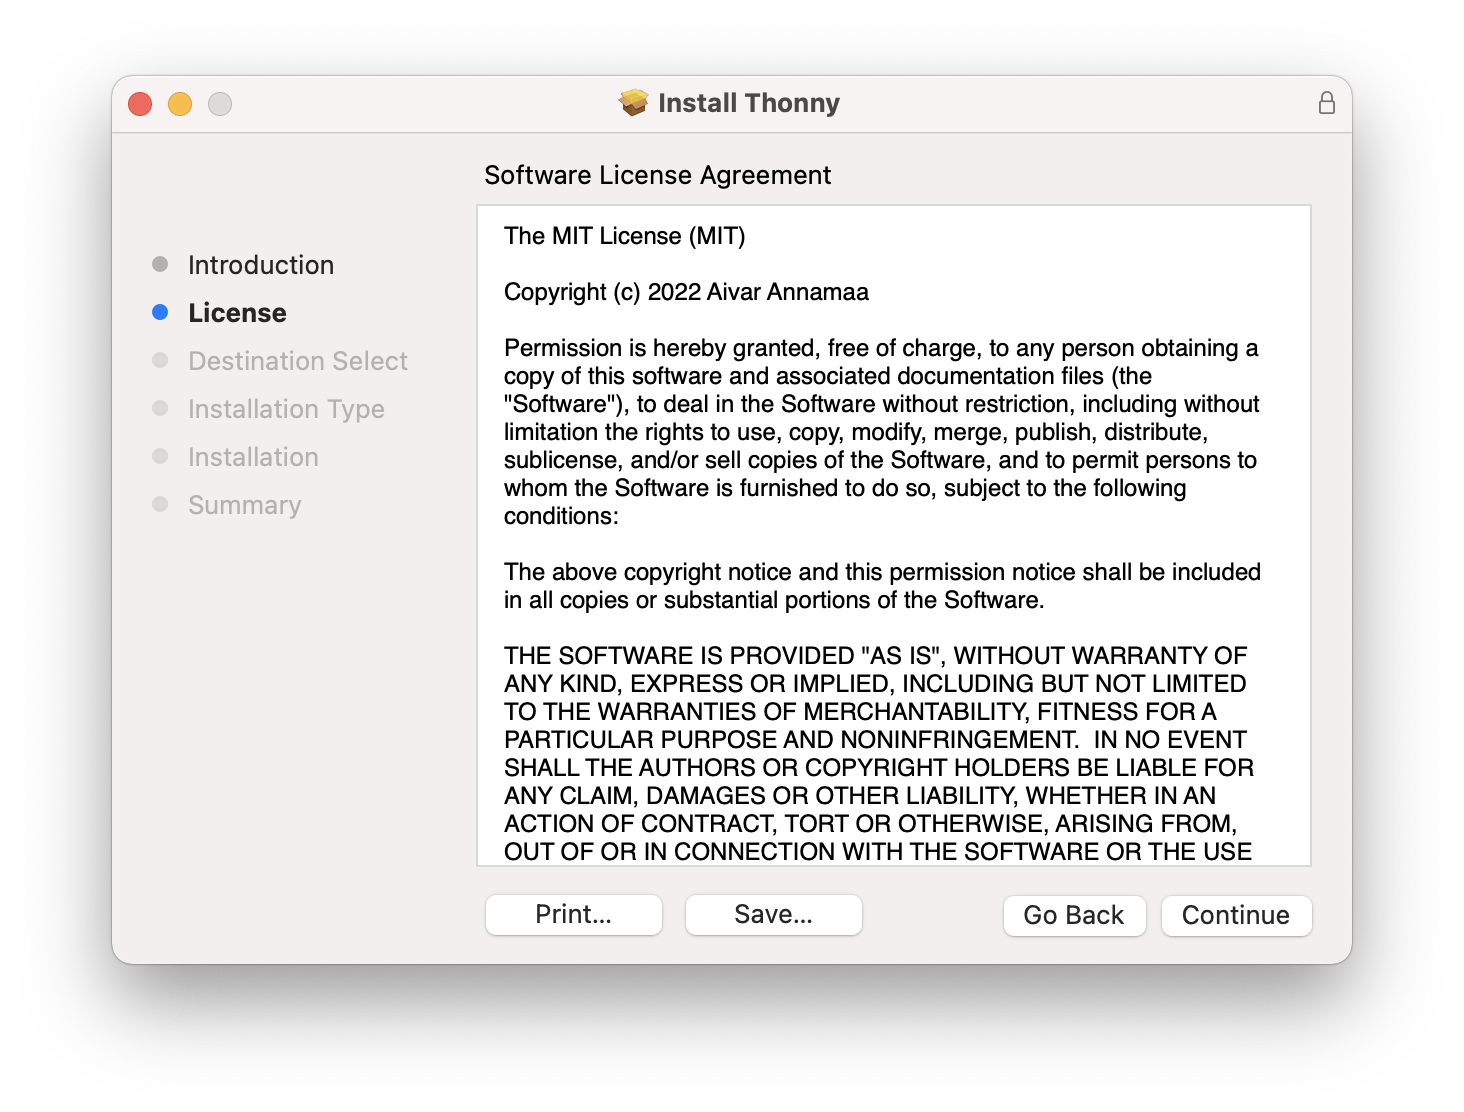 Install Thonny
Software License Agreement
Introduction
License
Destination Select
Installation Type
Installation
Summary
The MIT License (MIT)
Copyright (c) 2022 Aivar Annamaa
Permission is hereby granted, free of charge, to any person obtaining a
copy of this software and associated documentation files (the
"Software"), to deal in the Software without restriction, including without
limitation the rights to use, copy, modify, merge, publish, distribute,
sublicense, and/or sell copies of the Software, and to permit persons to
whom the Software is furnished to do so, subject to the following
conditions:
The above copyright notice and this permission notice shall be included
in all copies or substantial portions of the Software.
THE SOFTWARE IS PROVIDED "AS IS", WITHOUT WARRANTY OF
ANY KIND, EXPRESS OR IMPLIED, INCLUDING BUT NOT LIMITED
TO THE WARRANTIES OF MERCHANTABILITY, FITNESS FOR A
PARTICULAR PURPOSE AND NONINFRINGEMENT.  IN NO EVENT
SHALL THE AUTHORS OR COPYRIGHT HOLDERS BE LIABLE FOR
ANY CLAIM, DAMAGES OR OTHER LIABILITY, WHETHER IN AN
ACTION OF CONTRACT, TORT OR OTHERWISE, ARISING FROM,
OUT OF OR IN CONNECTION WITH THE SOFTWARE OR THE USE
Print...
Save...
Go Back
Continue